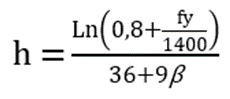 h = Ln(0,8+fy/1400) / 36+9β